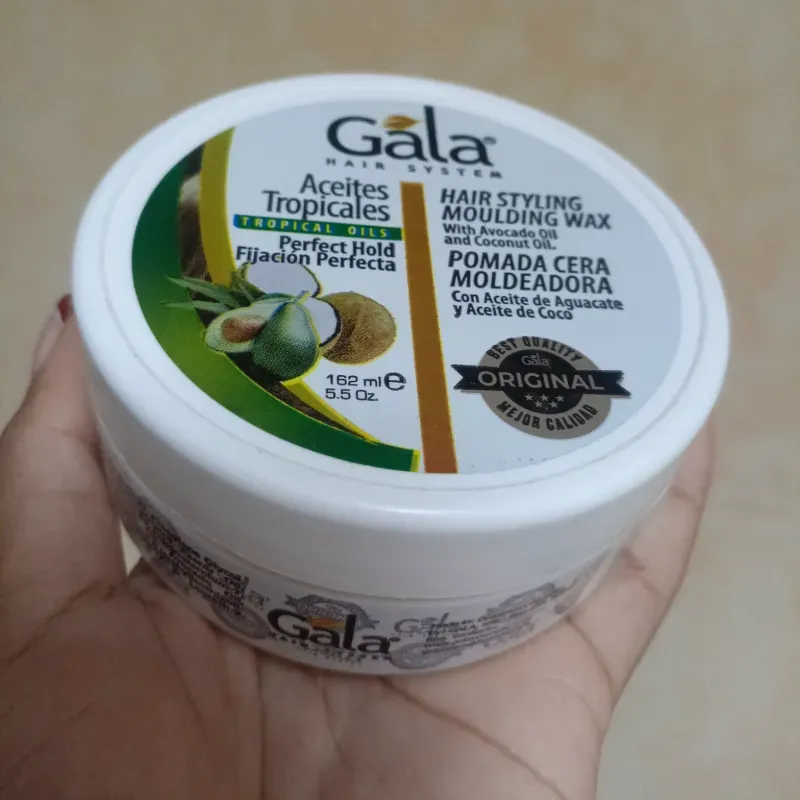 Gala®
HAIR SYSTEM
Aceites
Tropicales
TROPICAL OILS
Perfect Hold
Fijación Perfecta
162 ml e
5.5 Oz.
HAIR STYLING
MOULDING WAX
With Avocado Oil
and Coconut Oil.
POMADA CERA
MOLDEADORA
Con Aceite de Aguacate
y Aceite de Coco
BEST QUALITY
Gala
ORIGINAL
MEJOR CALIDAD
Gala
HAIR SYSTEM